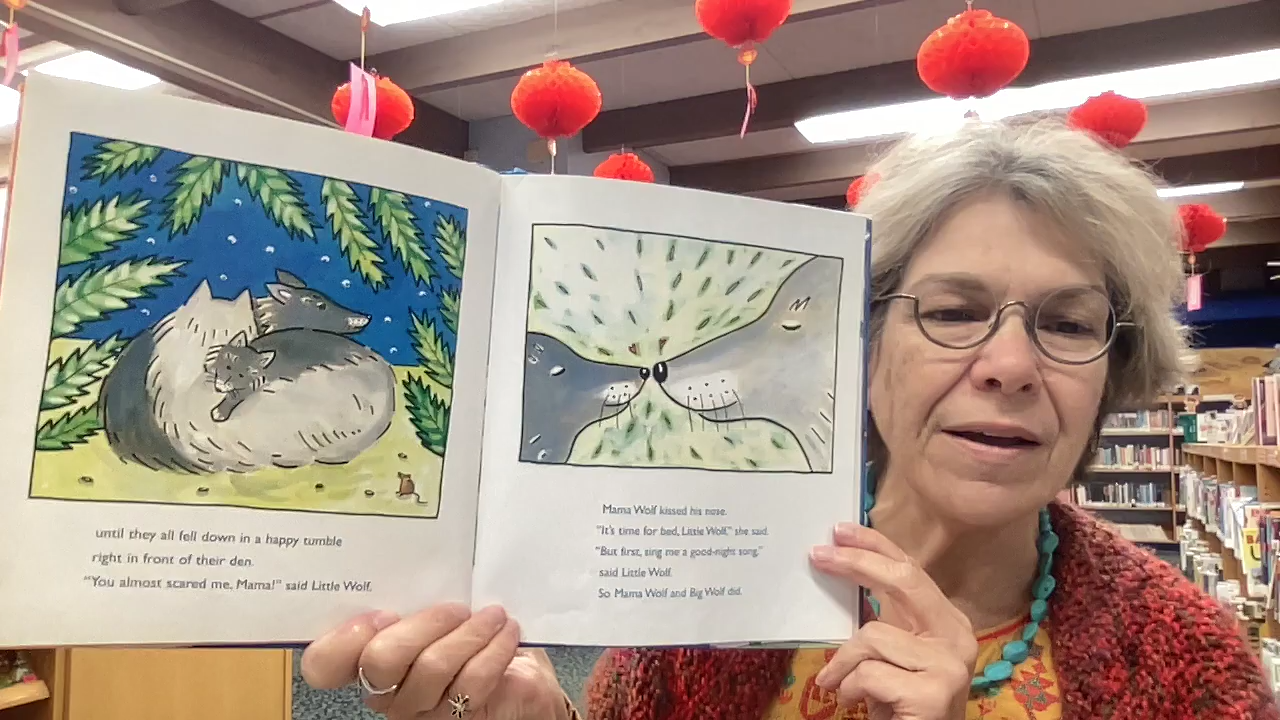 until they all fell down in a happy tumble
right in front of their den.
"You almost scared me, Mama!" said Little Wolf.
Mama Wolf kissed his nose.
"It's time for bed, Little Wolf," she said.
"But first, sing me a good-night song,"
said Little Wolf.
So Mama Wolf and Big Wolf did.